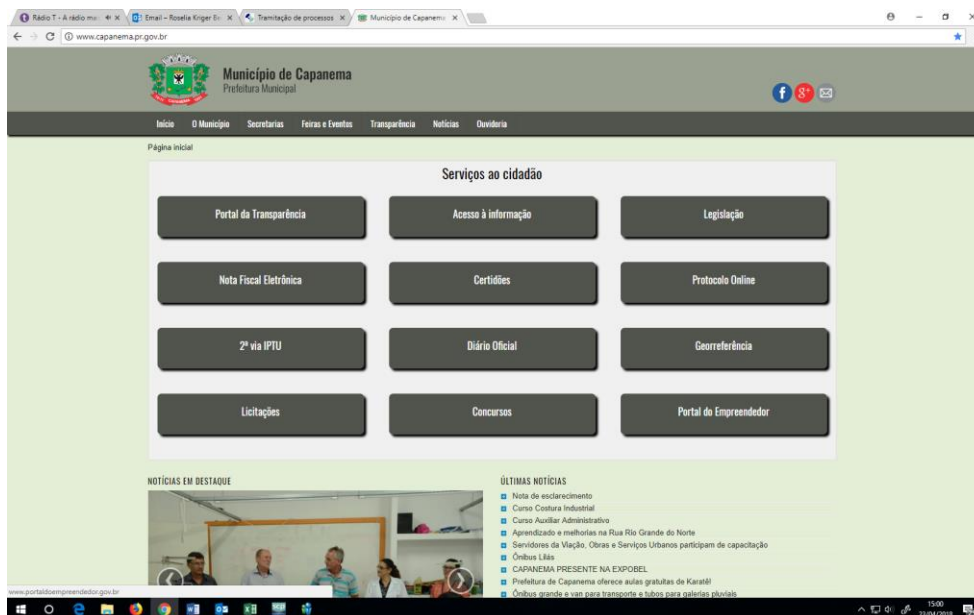 Rádio T - A rádio mu
Email – Roselia Kriger Be
Tramitação de processos
Município de Capanema
www.capanema.pr.gov.br
Município de Capanema
Prefeitura Municipal
Início O Município Secretarias Feiras e Eventos Transparência Notícias Ouvidoria
Página inicial
Serviços ao cidadão
Portal da Transparência Acesso à informação Legislação
Nota Fiscal Eletrônica Certidões Protocolo Online
2ª via IPTU Diário Oficial Georreferência
Licitações Concursos Portal do Empreendedor
NOTÍCIAS EM DESTAQUE
ÚLTIMAS NOTÍCIAS
Nota de esclarecimento
Curso Costura Industrial
Curso Auxiliar Administrativo
Aprendizado e melhorias na Rua Rio Grande do Norte
Servidores da Viação, Obras e Serviços Urbanos participam de capacitação
Ônibus Lilás
CAPANEMA PRESENTE NA EXPOBEL
Prefeitura de Capanema oferece aulas gratuitas de Karatê!
Ônibus grande e van para transporte e tubos para galerias pluviais
www.portaldoempreendedor.gov.br
15:00